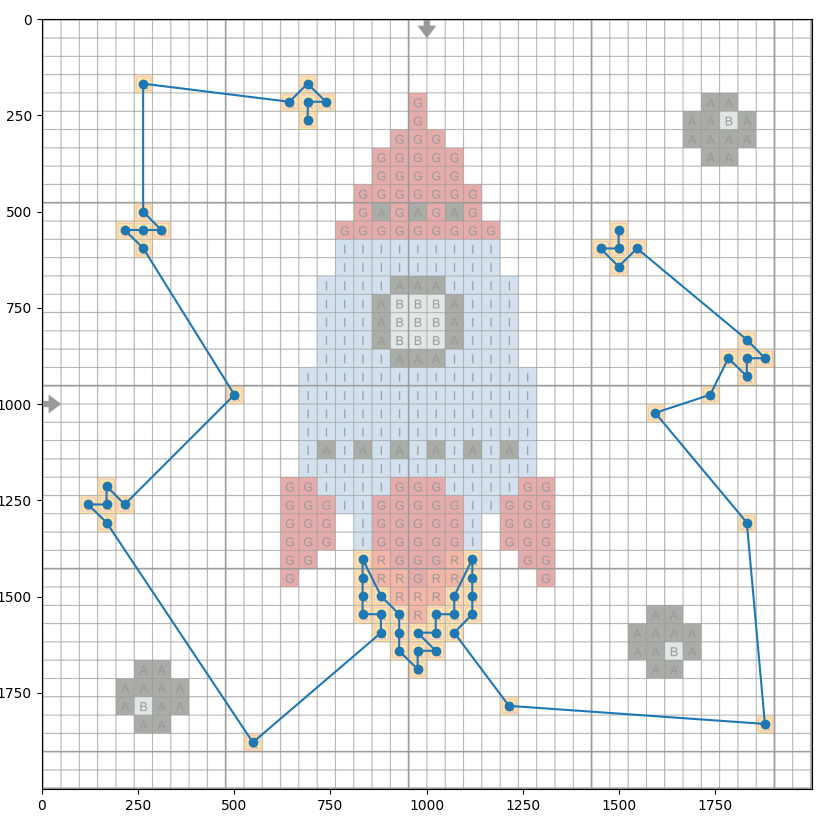 0
G A A
250 G A A B A
G G G A A A A
G G G G G A A
G G G G G
G G G G G G G
500 G A G A G A G
G G G G G G G G G
I I I I I I I I I
I I I I I I I I I
I I I I A A A I I I I
750 I I I A B B B A I I I
I I I A B B B A I I I
I I I A B B B A I I I
I I I I A A A I I I I
I I I I I I I I I I I I I
I I I I I I I I I I I I I
1000 I I I I I I I I I I I I I
I I I I I I I I I I I I I
I A I A I A I A I A I A I
I I I I I I I I I I I I I
G G I I I I G G G I I I I G G
1250 G G G I I G G G G G I I G G G
G G G I G G G G G I G G G
G G G I G G G G G I G G G
G G R G G G R G G
G R R G R R G
1500 R R R
R A A
A A A A
A A B A
A A A A
1750 A A A A
A B A A
A A
0 250 500 750 1000 1250 1500 1750